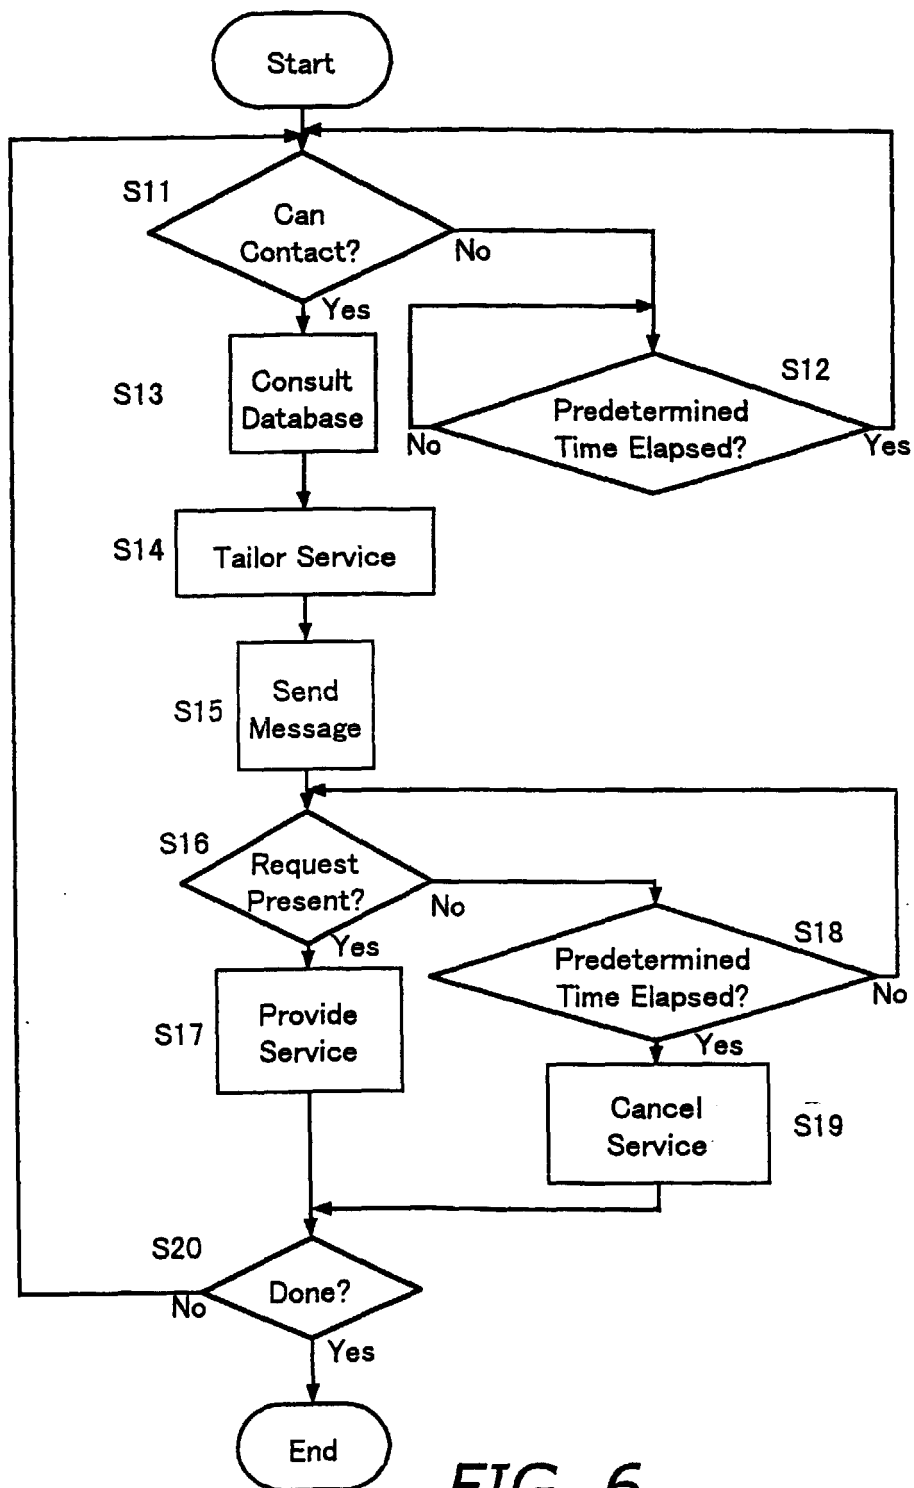 Start
S11
Can
Contact?
No
Yes
S13
Consult
Database
S12
Predetermined
Time Elapsed?
No
Yes
S14
Tailor Service
S15
Send
Message
S16
Request
Present?
No
Yes
S18
Predetermined
Time Elapsed?
No
Yes
S17
Provide
Service
Cancel
Service
S19
S20
Done?
No
Yes
End
FIG. 6